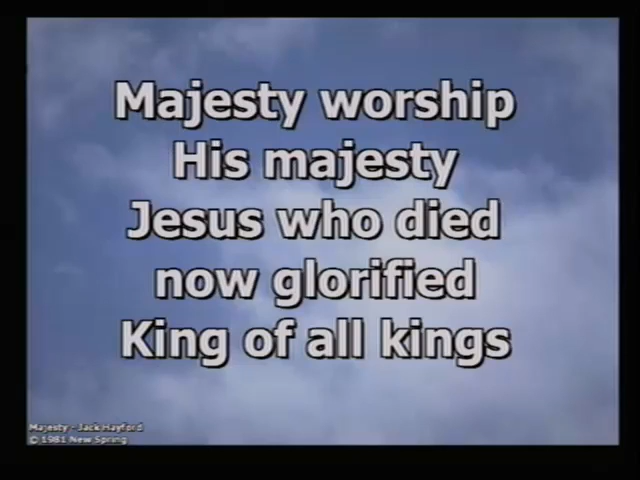 Majesty worship
His majesty
Jesus who died
now glorified
King of all kings
Majesty - Jack Hayford
© 1981 New Spring